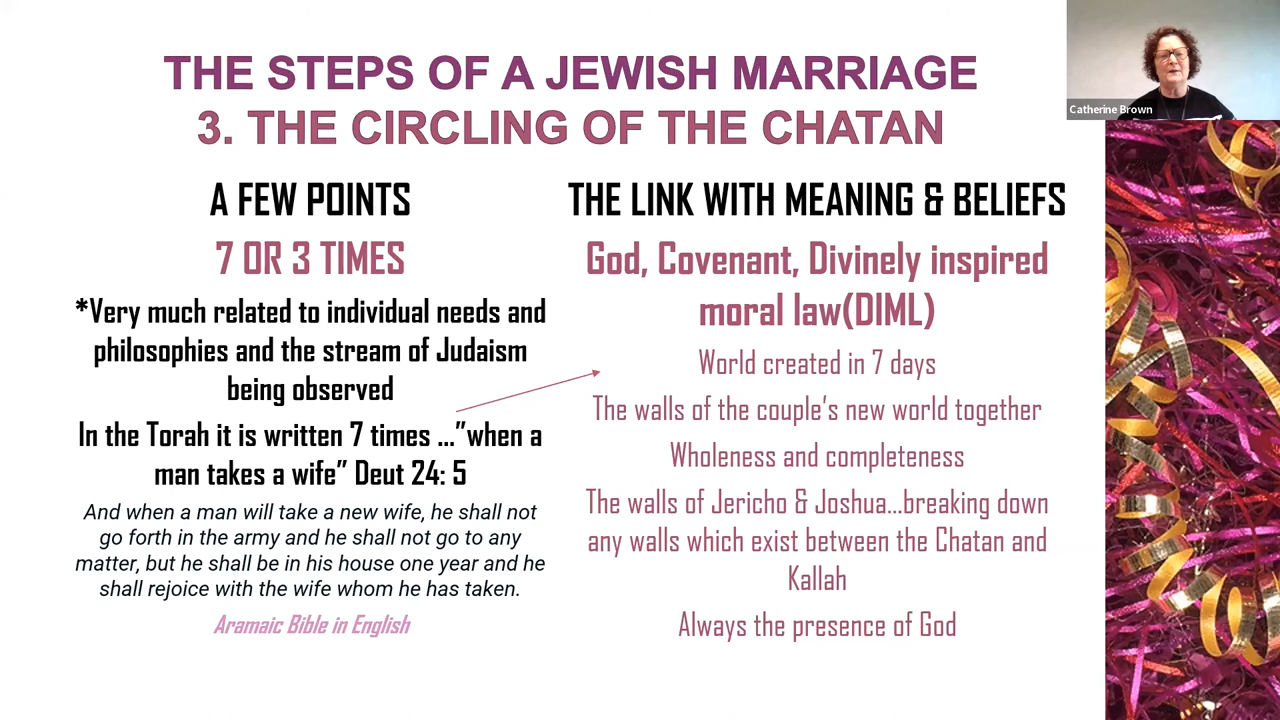 THE STEPS OF A JEWISH MARRIAGE
3. THE CIRCLING OF THE CHATAN
A FEW POINTS
7 OR 3 TIMES
*Very much related to individual needs and
philosophies and the stream of Judaism
being observed
In the Torah it is written 7 times ...”when a
man takes a wife” Deut 24: 5
And when a man will take a new wife, he shall not
go forth in the army and he shall not go to any
matter, but he shall be in his house one year and he
shall rejoice with the wife whom he has taken.
Aramaic Bible in English
THE LINK WITH MEANING & BELIEFS
God, Covenant, Divinely inspired
moral law(DIML)
World created in 7 days
The walls of the couple’s new world together
Wholeness and completeness
The walls of Jericho & Joshua...breaking down
any walls which exist between the Chatan and
Kallah
Always the presence of God
Catherine Brown